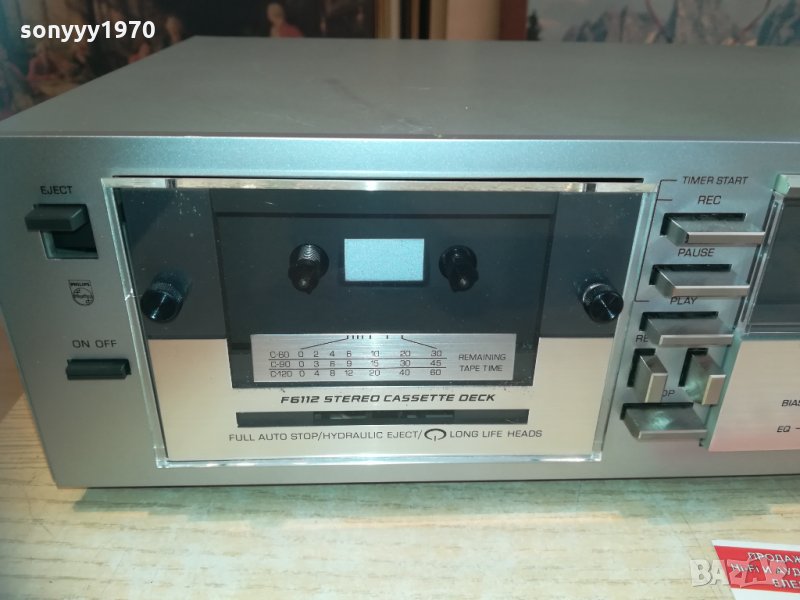 sonyyy1970
EJECT
PHILIPS
ON OFF
TIMER START
REC
PAUSE
PLAY
C-60 0 2 4 6 10 20 30
C-90 0 3 6 9 15 30 45
C-120 0 4 8 12 20 40 60
REMAINING
TAPE TIME
F6112 STEREO CASSETTE DECK
FULL AUTO STOP/HYDRAULIC EJECT/ LONG LIFE HEADS
BIAS
EQ
BAZAR